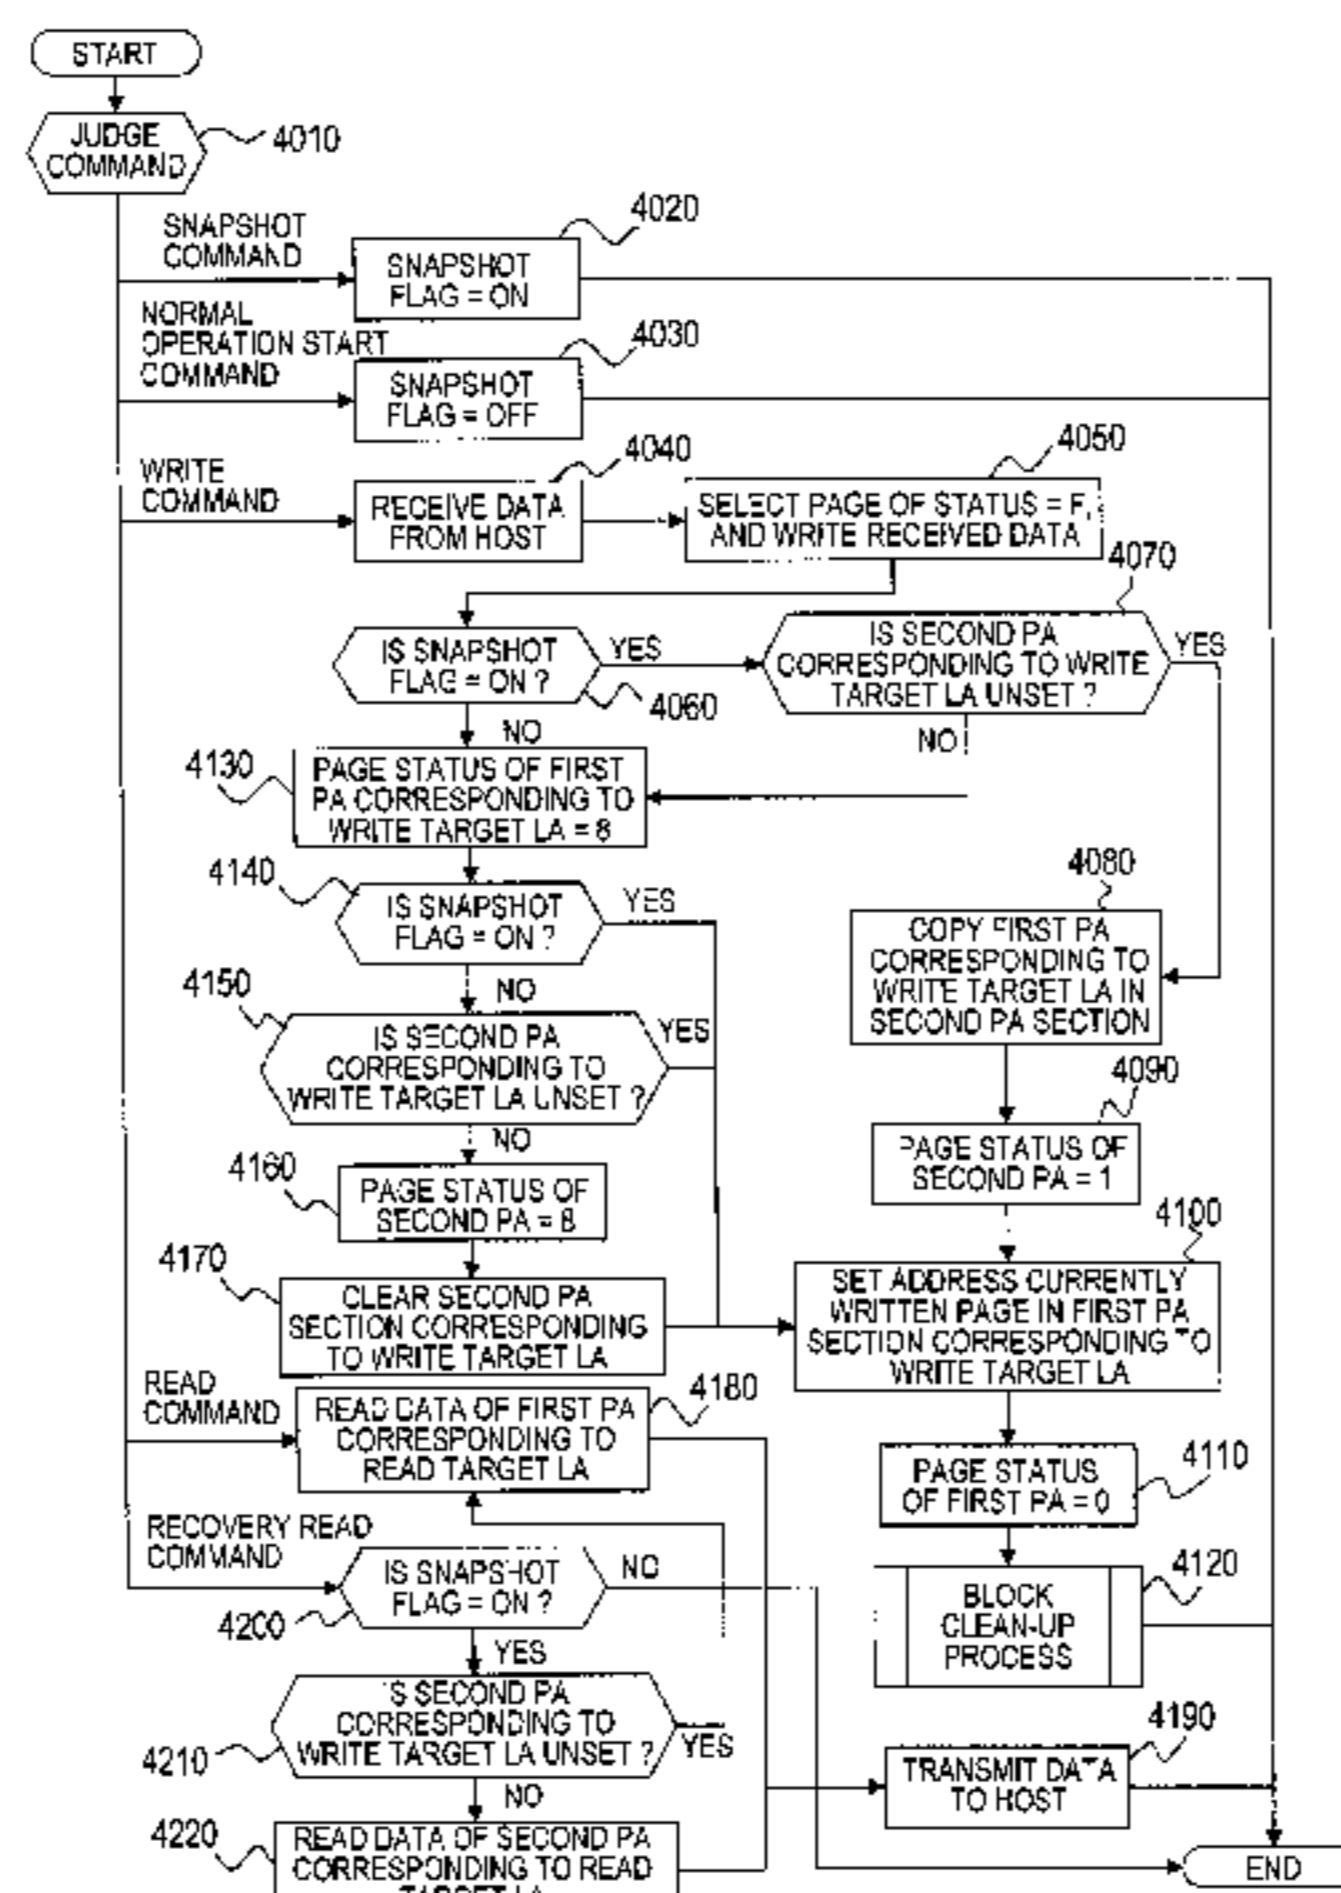 START
JUDGE
COMMAND
4010
SNAPSHOT
COMMAND
4020
SNAPSHOT
FLAG = ON
NORMAL
OPERATION START
COMMAND
4030
SNAPSHOT
FLAG = OFF
WRITE
COMMAND
4040
RECEIVE DATA
FROM HOST
4050
SELECT PAGE OF STATUS = F,
AND WRITE RECEIVED DATA
IS SNAPSHOT
FLAG = ON ?
YES
4060
NO
4070
IS SECOND PA
CORRESPONDING TO WRITE
TARGET LA UNSET ?
YES
NO
4130
PAGE STATUS OF FIRST
PA CORRESPONDING TO
WRITE TARGET LA = 8
4140
IS SNAPSHOT
FLAG = ON ?
YES
NO
4080
COPY FIRST PA
CORRESPONDING TO
WRITE TARGET LA IN
SECOND PA SECTION
4150
IS SECOND PA
CORRESPONDING TO
WRITE TARGET LA UNSET ?
YES
NO
4090
PAGE STATUS OF
SECOND PA = 1
4160
PAGE STATUS OF
SECOND PA = 8
4100
SET ADDRESS CURRENTLY
WRITTEN PAGE IN FIRST PA
SECTION CORRESPONDING TO
WRITE TARGET LA
4170
CLEAR SECOND PA
SECTION CORRESPONDING
TO WRITE TARGET LA
READ
COMMAND
4180
READ DATA OF FIRST PA
CORRESPONDING TO
READ TARGET LA
4110
PAGE STATUS
OF FIRST PA = 0
RECOVERY READ
COMMAND
IS SNAPSHOT
FLAG = ON ?
NO
4200
YES
4120
BLOCK
CLEAN-UP
PROCESS
IS SECOND PA
CORRESPONDING TO
WRITE TARGET LA UNSET ?
4210
YES
NO
4190
TRANSMIT DATA
TO HOST
4220
READ DATA OF SECOND PA
CORRESPONDING TO READ
TARGET LA
END